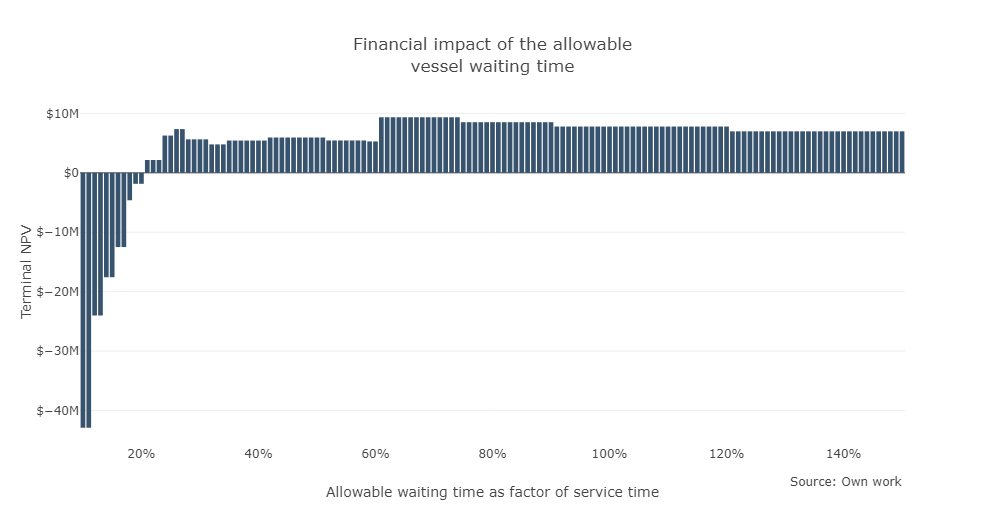 Financial impact of the allowable
vessel waiting time
$10M
$0
$−10M
$−20M
$−30M
$−40M
Terminal NPV
20%
40%
60%
80%
100%
120%
140%
Allowable waiting time as factor of service time
Source: Own work